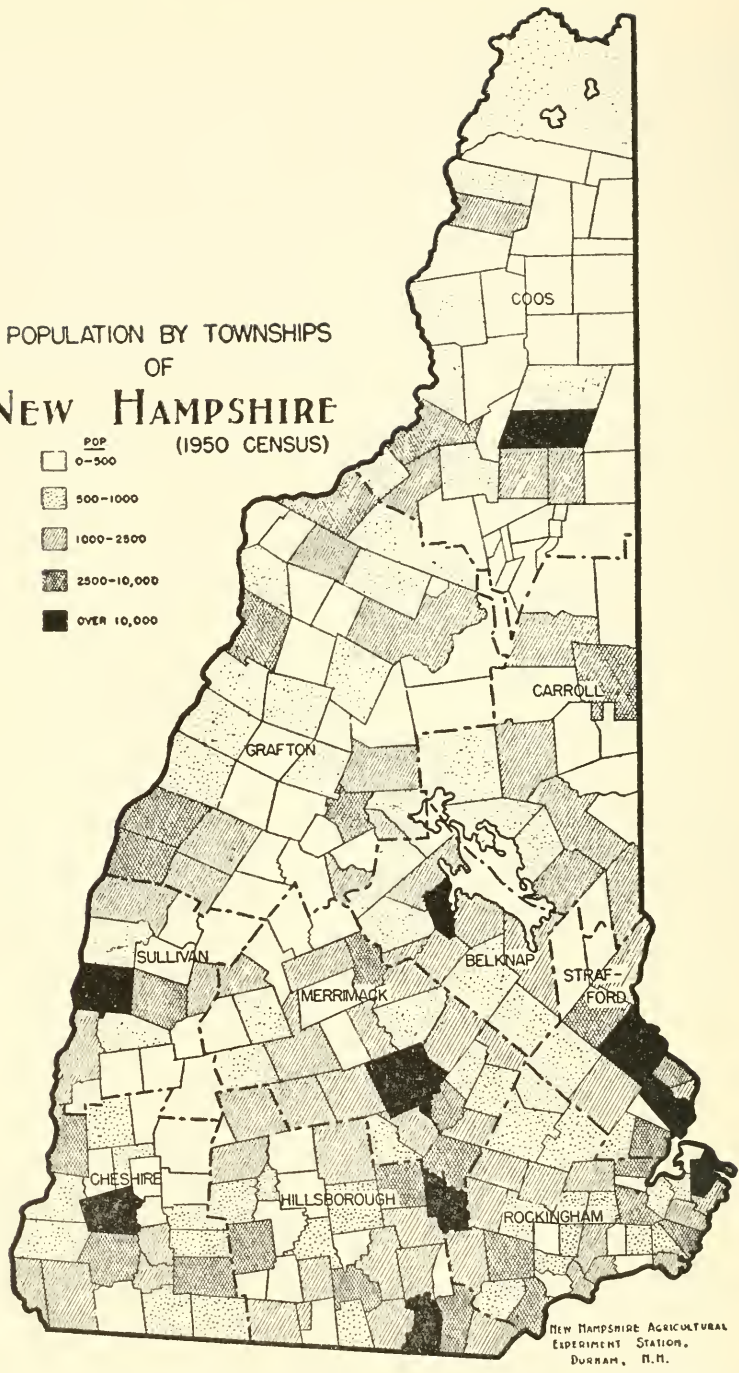 POPULATION BY TOWNSHIPS
OF
NEW HAMPSHIRE
(1950 CENSUS)
POP
0-500
500-1000
1000-2500
2500-10,000
OVER 10,000
COOS
CARROLL
GRAFTON
SULLIVAN
BELKNAP
STRAF-
FORD
MERRIMACK
CHESHIRE
HILLSBOROUGH
ROCKINGHAM
NEW HAMPSHIRE AGRICULTURAL
EXPERIMENT STATION,
DURHAM, N.H.